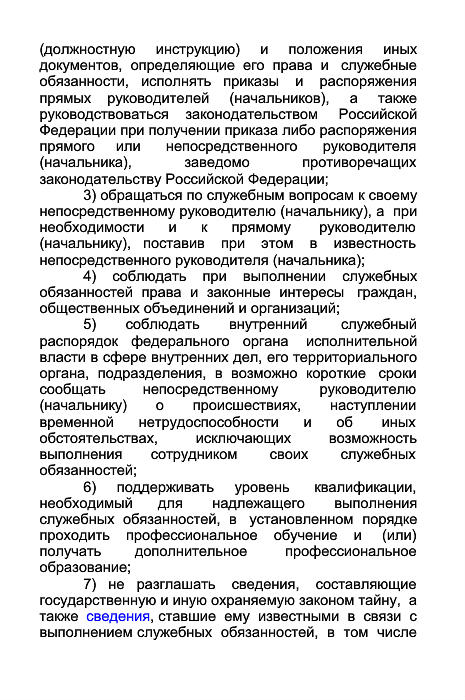 (должностную инструкцию) и положения иных
документов, определяющие его права и служебные
обязанности, исполнять приказы и распоряжения
прямых руководителей (начальников), а также
руководствоваться законодательством Российской
Федерации при получении приказа либо распоряжения
прямого или непосредственного руководителя
(начальника), заведомо противоречащих
законодательству Российской Федерации;
3) обращаться по служебным вопросам к своему
непосредственному руководителю (начальнику), а при
необходимости и к прямому руководителю
(начальнику), поставив при этом в известность
непосредственного руководителя (начальника);
4) соблюдать при выполнении служебных
обязанностей права и законные интересы граждан,
общественных объединений и организаций;
5) соблюдать внутренний служебный
распорядок федерального органа исполнительной
власти в сфере внутренних дел, его территориального
органа, подразделения, в возможно короткие сроки
сообщать непосредственному руководителю
(начальнику) о происшествиях, наступлении
временной нетрудоспособности и об иных
обстоятельствах, исключающих возможность
выполнения сотрудником своих служебных
обязанностей;
6) поддерживать уровень квалификации,
необходимый для надлежащего выполнения
служебных обязанностей, в установленном порядке
проходить профессиональное обучение и (или)
получать дополнительное профессиональное
образование;
7) не разглашать сведения, составляющие
государственную и иную охраняемую законом тайну, а
также сведения, ставшие ему известными в связи с
выполнением служебных обязанностей, в том числе